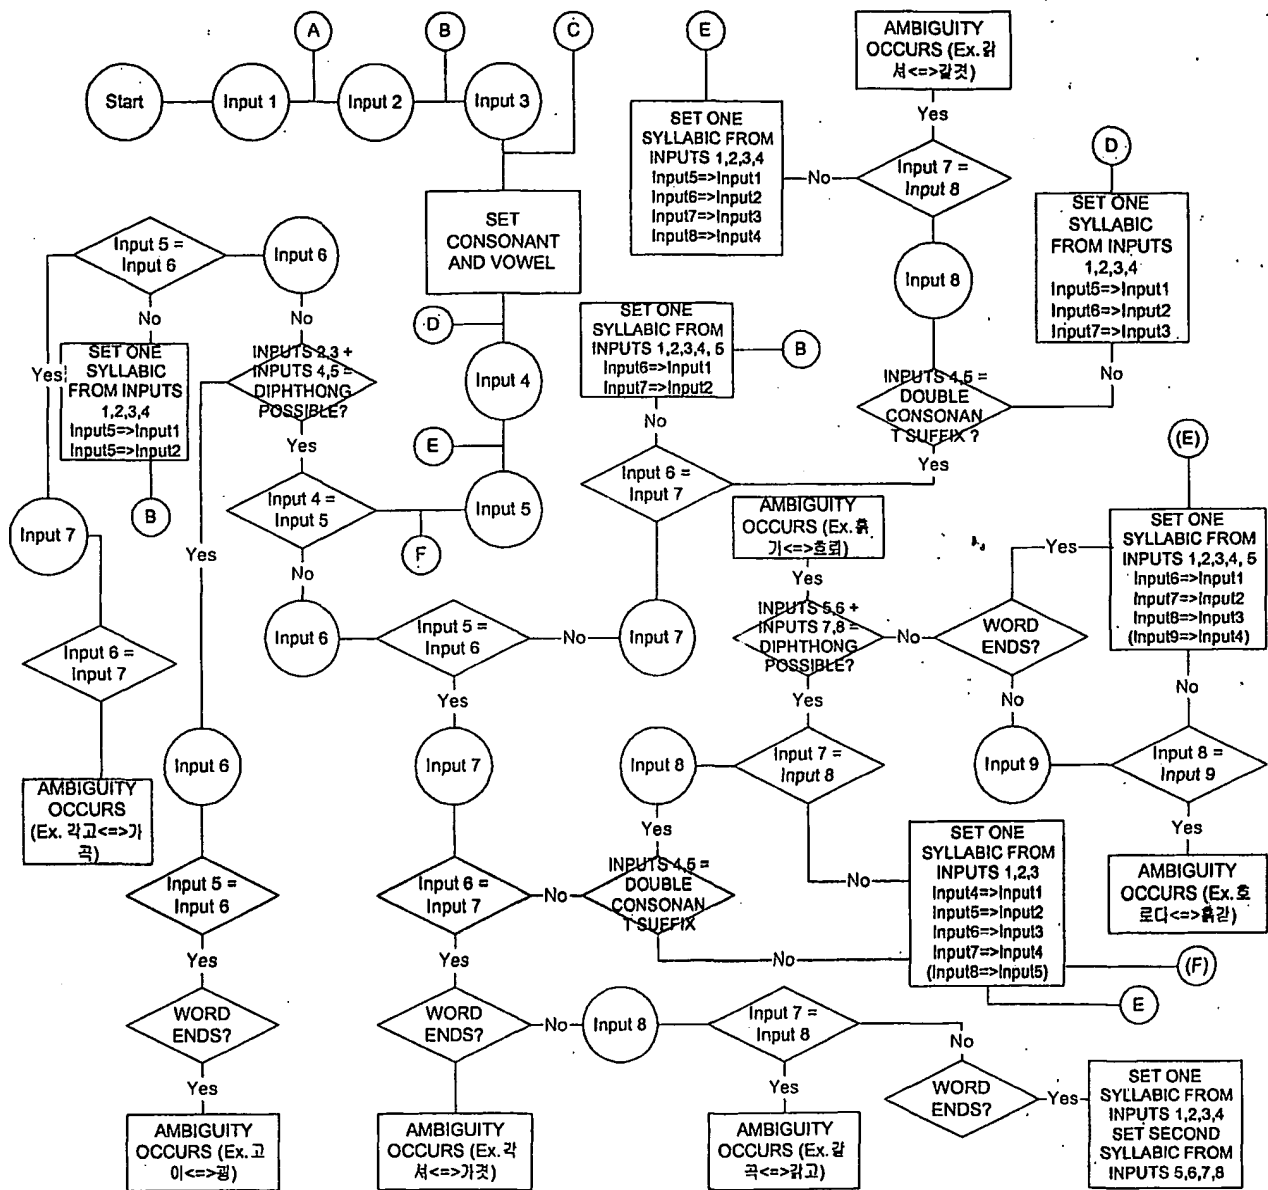 A
B
C
Start
Input 1
Input 2
Input 3
SET
CONSONANT
AND VOWEL
D
Input 4
E
Input 5
F
Input 4 =
Input 5
Yes
No
INPUTS 2,3 +
INPUTS 4,5 =
DIPHTHONG
POSSIBLE?
No
Yes
Input 6
Input 5 =
Input 6
No
Yes
SET ONE
SYLLABIC
FROM INPUTS
1,2,3,4
Input5=>Input1
Input5=>Input2
B
Input 7
Input 6 =
Input 7
AMBIGUITY
OCCURS
(Ex. 각고<=>가
곡)
Input 6
Input 5 =
Input 6
Yes
WORD
ENDS?
Yes
AMBIGUITY
OCCURS (Ex.고
이<=>굉)
Input 6
Input 5 =
Input 6
No
Input 7
Yes
Input 7
Input 6 =
Input 7
No
Yes
WORD
ENDS?
No
AMBIGUITY
OCCURS (Ex.각
셔<=>가겻)
Input 8
Input 7 =
Input 8
Yes
No
AMBIGUITY
OCCURS (Ex.갈
곡<=>갉고)
WORD
ENDS?
Yes
SET ONE
SYLLABIC FROM
INPUTS 1,2,3,4
SET SECOND
SYLLABIC FROM
INPUTS 5,6,7,8
INPUTS 4,5 =
DOUBLE
CONSONAN
T SUFFIX
Yes
No
Input 8
Input 7 =
Input 8
Yes
No
SET ONE
SYLLABIC FROM
INPUTS 1,2,3
Input4=>Input1
Input5=>Input2
Input6=>Input3
Input7=>Input4
(Input8=>Input5)
(F)
E
INPUTS 5,6 +
INPUTS 7,8 =
DIPHTHONG
POSSIBLE?
Yes
No
AMBIGUITY
OCCURS (Ex.흙
기<=>흐뢰)
WORD
ENDS?
Yes
No
Input 9
Input 8 =
Input 9
No
Yes
AMBIGUITY
OCCURS (Ex.호
로다<=>홁갇)
SET ONE
SYLLABIC FROM
INPUTS 1,2,3,4, 5
Input6=>Input1
Input7=>Input2
Input8=>Input3
(Input9=>Input4)
(E)
Input 6 =
Input 7
No
Yes
SET ONE
SYLLABIC FROM
INPUTS 1,2,3,4, 5
Input6=>Input1
Input7=>Input2
B
INPUTS 4,5 =
DOUBLE
CONSONAN
T SUFFIX ?
No
SET ONE
SYLLABIC
FROM INPUTS
1,2,3,4
Input5=>Input1
Input6=>Input2
Input7=>Input3
D
Input 8
Input 7 =
Input 8
No
Yes
SET ONE
SYLLABIC FROM
INPUTS 1,2,3,4
Input5=>Input1
Input6=>Input2
Input7=>Input3
Input8=>Input4
E
AMBIGUITY
OCCURS (Ex.갉
셔<=>갈겻)
Yes